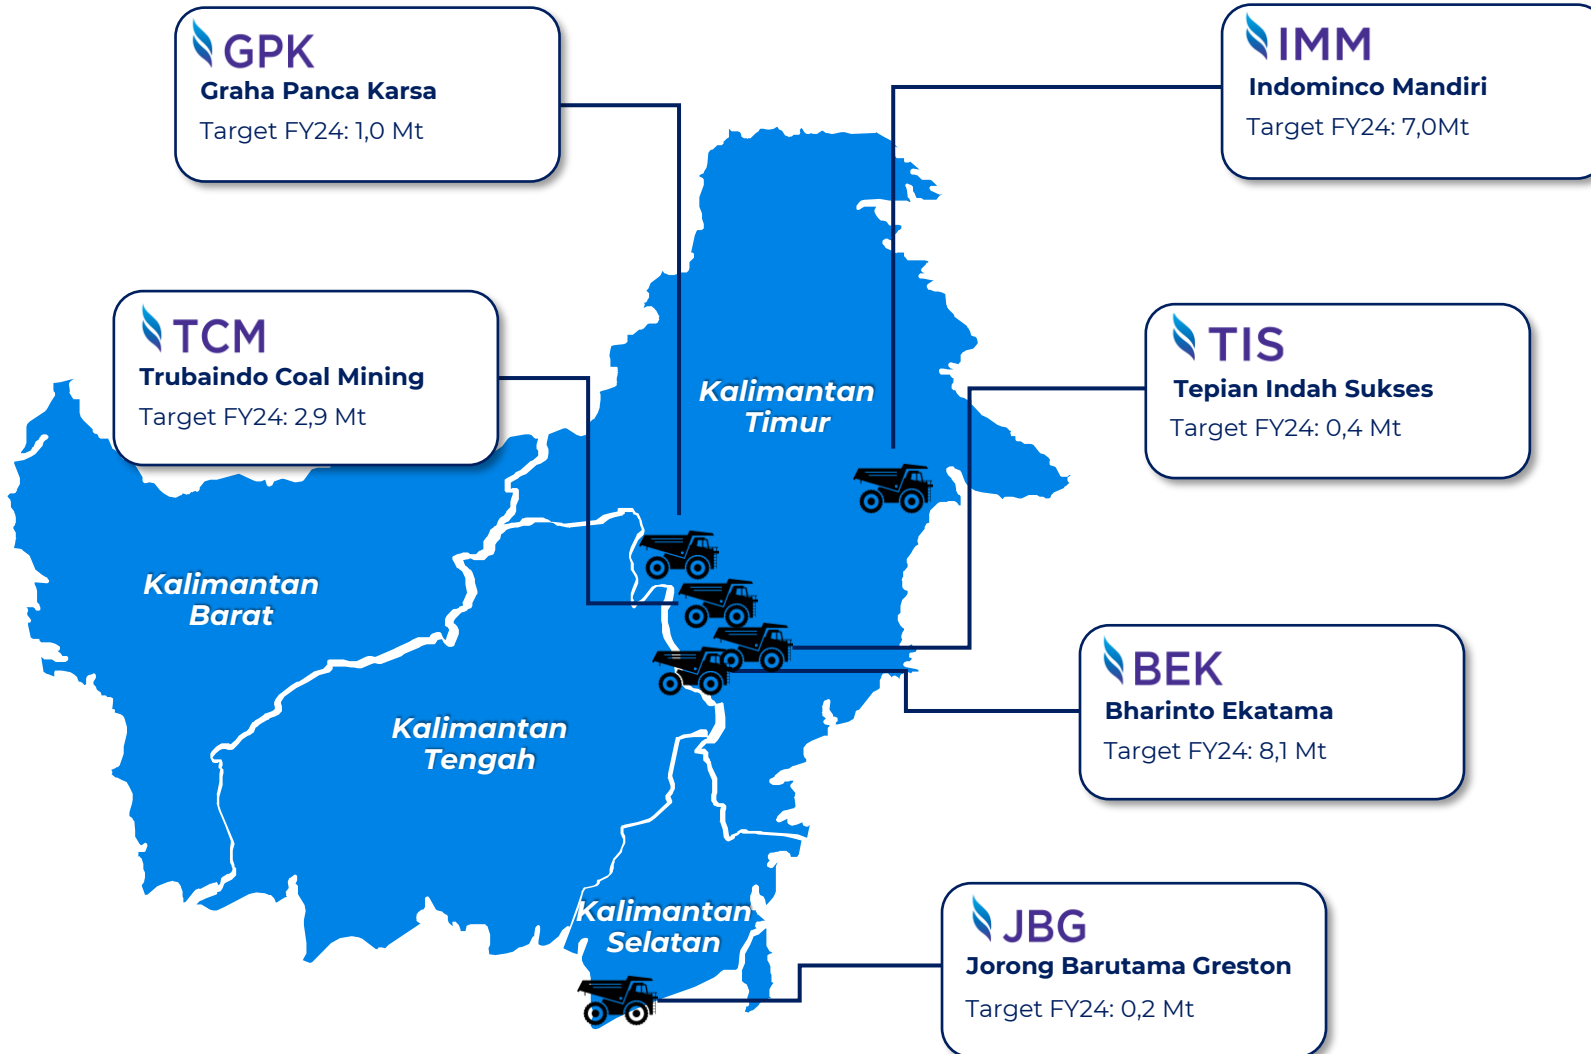 GPK
Graha Panca Karsa
Target FY24: 1,0 Mt
IMM
Indominco Mandiri
Target FY24: 7,0Mt
TCM
Trubaindo Coal Mining
Target FY24: 2,9 Mt
TIS
Tepian Indah Sukses
Target FY24: 0,4 Mt
Kalimantan
Timur
Kalimantan
Barat
Kalimantan
Tengah
BEK
Bharinto Ekatama
Target FY24: 8,1 Mt
Kalimantan
Selatan
JBG
Jorong Barutama Greston
Target FY24: 0,2 Mt